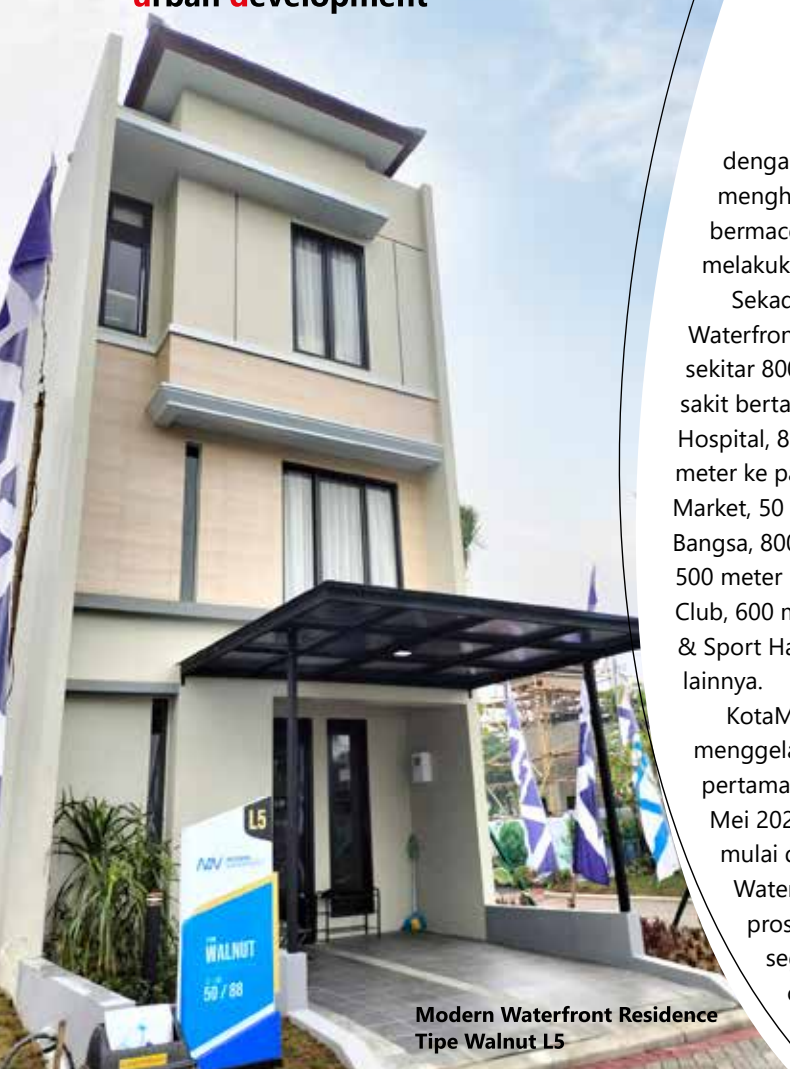 urban development
denga
mengh
bermac
melakuk
Sekad
Waterfron
sekitar 800
sakit berta
Hospital, 8
meter ke pa
Market, 50
Bangsa, 800
500 meter
Club, 600 m
& Sport Ha
lainnya.
KotaM
menggela
pertama
Mei 202
mulai d
Water
pros
sec
L5
WALNUT
50 / 88
Modern Waterfront Residence
Tipe Walnut L5